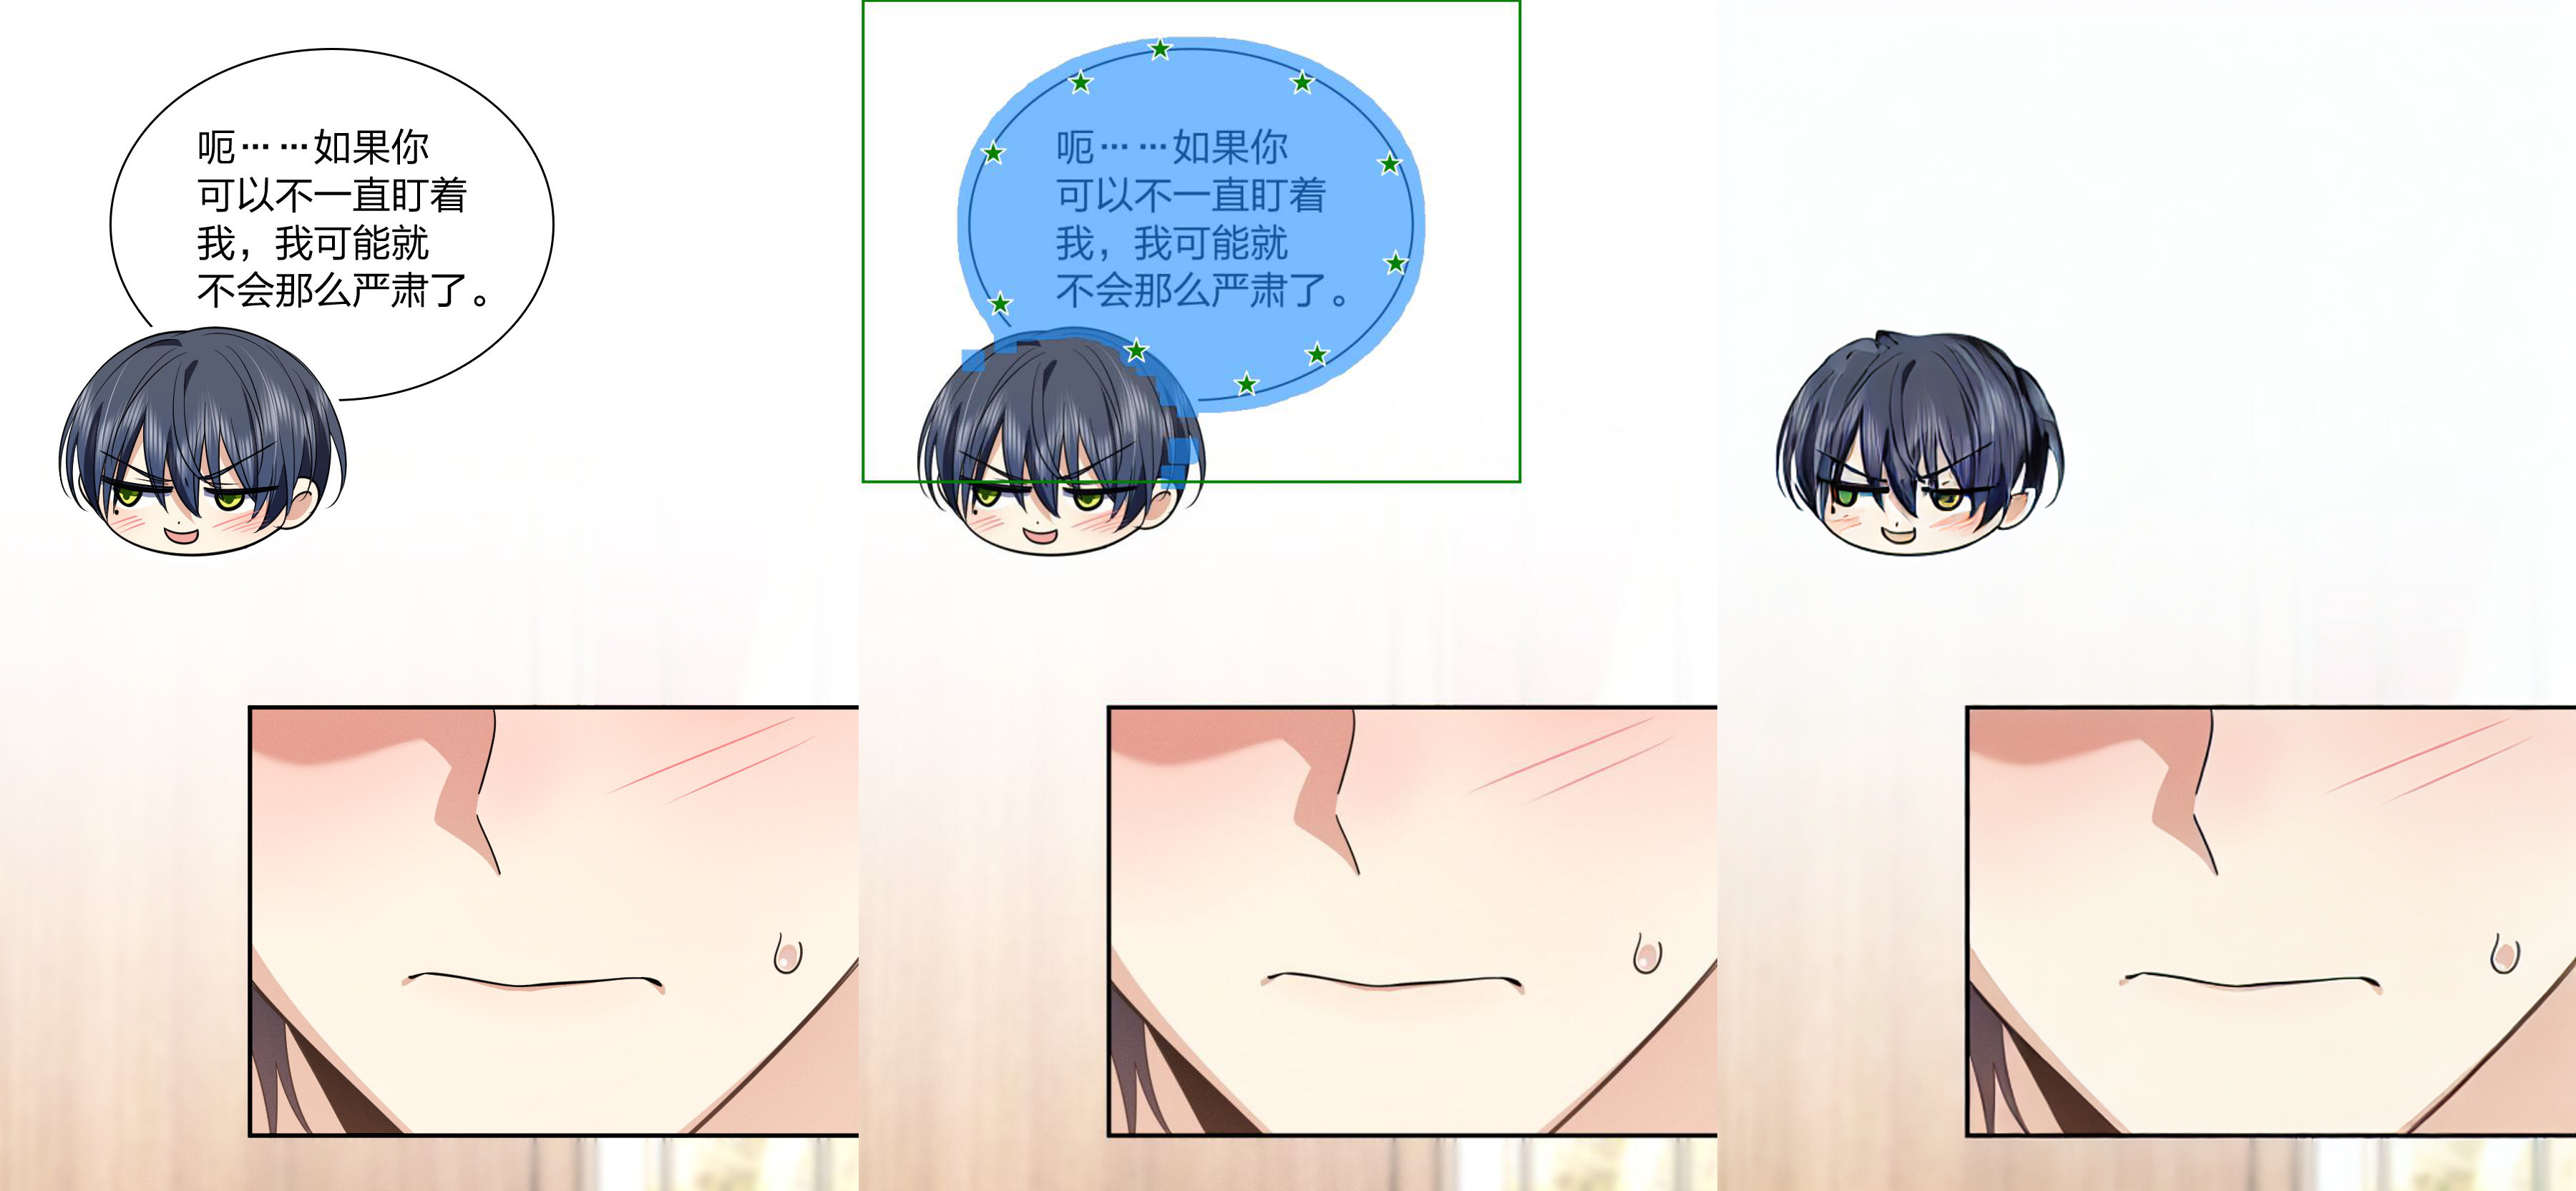 呃……如果你
可以不一直盯着
我，我可能就
不会那么严肃了。
呃……如果你
可以不一直盯着
我，我可能就
不会那么严肃了。